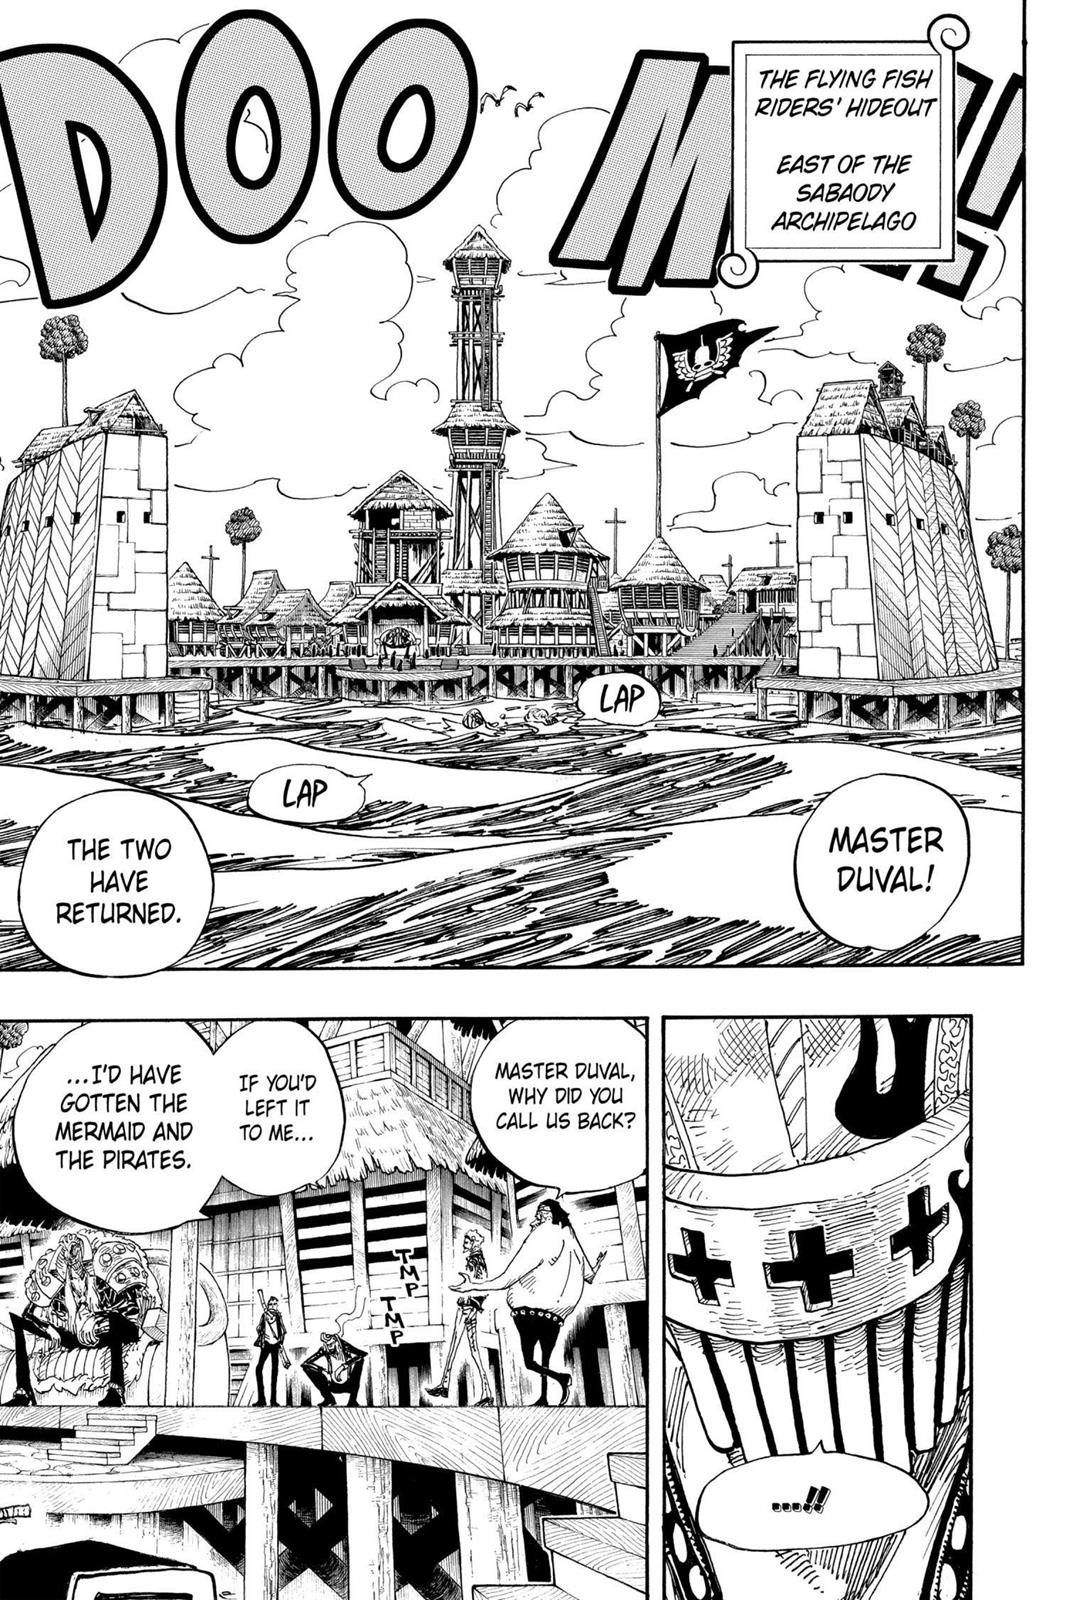 DOO M
THE FLYING FISH
RIDERS' HIDEOUT
EAST OF THE
SABAODY
ARCHIPELAGO
LAP
LAP
MASTER
DUVAL!
THE TWO
HAVE
RETURNED.
....!!
MASTER DUVAL,
WHY DID YOU
CALL US BACK?
TMP
TMP
IF YOU'D
LEFT IT
TO ME...
...I'D HAVE
GOTTEN THE
MERMAID AND
THE PIRATES.